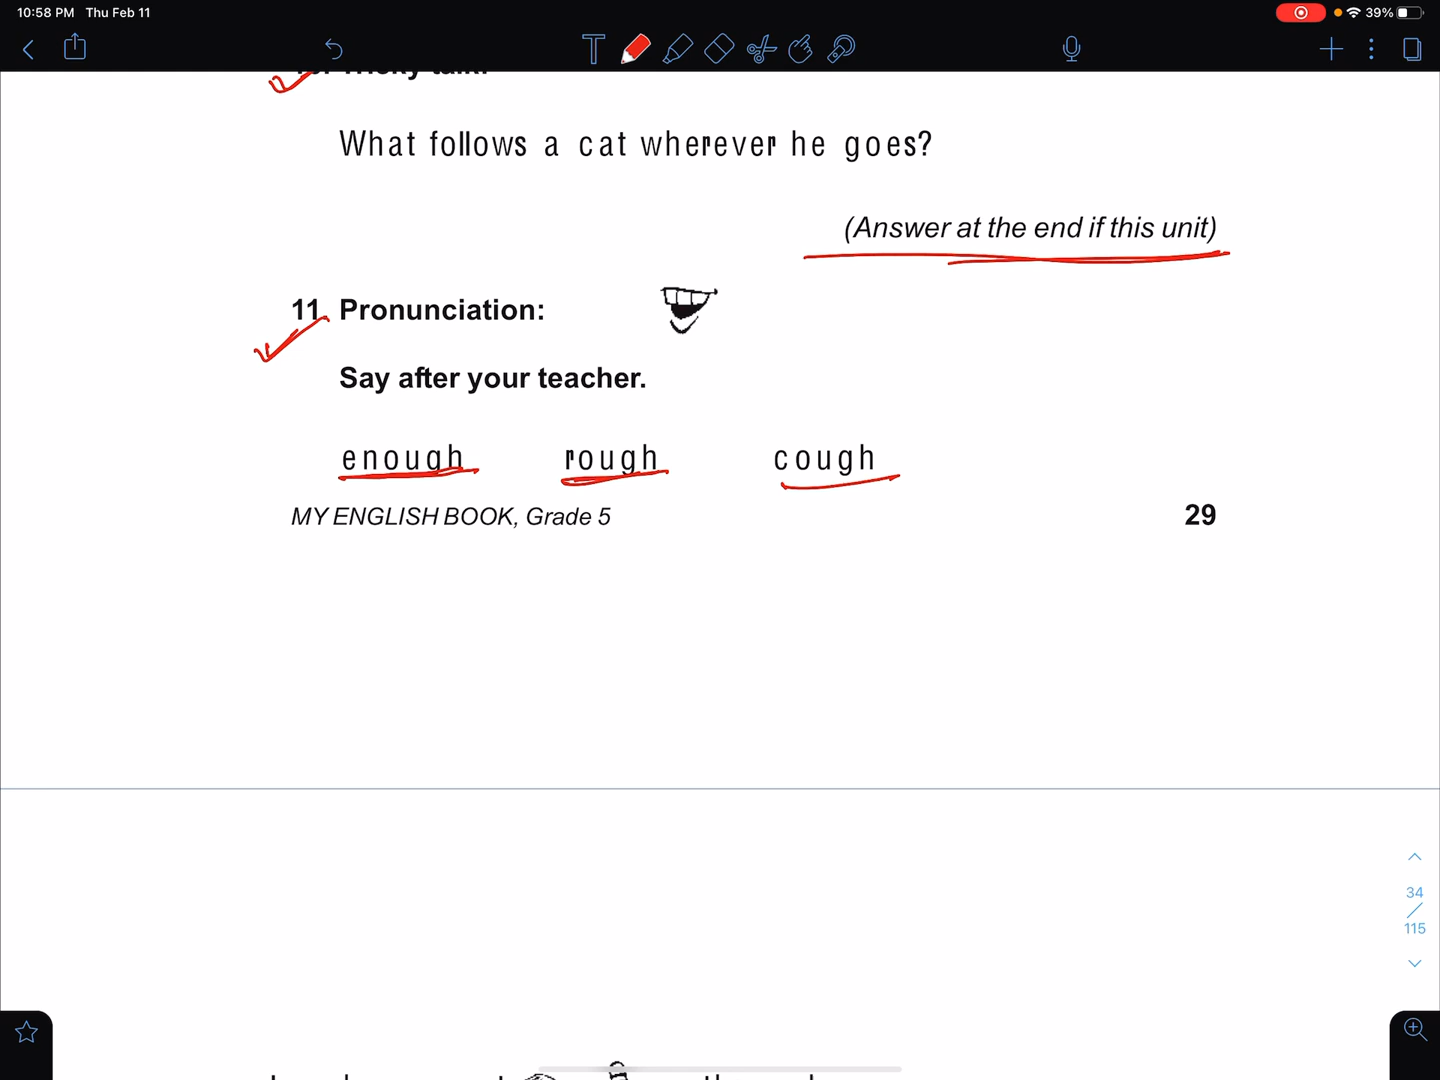 10:58 PM Thu Feb 11
39%
What follows a cat wherever he goes?
(Answer at the end if this unit)
11. Pronunciation:
Say after your teacher.
enough rough cough
MY ENGLISH BOOK, Grade 5 29
34
115